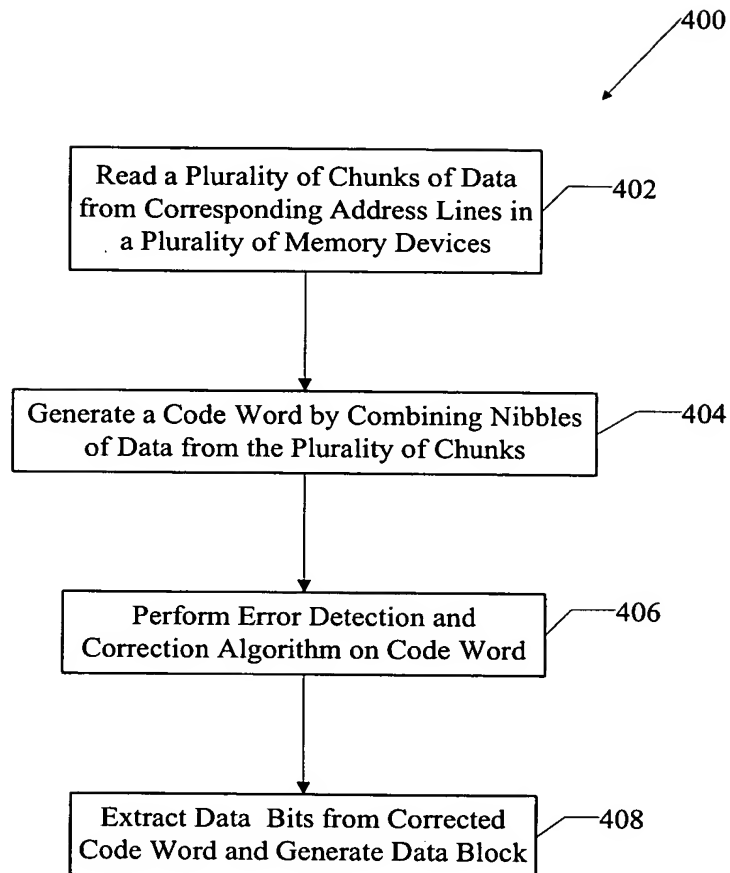 400
Read a Plurality of Chunks of Data
from Corresponding Address Lines in
a Plurality of Memory Devices
402
Generate a Code Word by Combining Nibbles
of Data from the Plurality of Chunks
404
Perform Error Detection and
Correction Algorithm on Code Word
406
Extract Data Bits from Corrected
Code Word and Generate Data Block
408